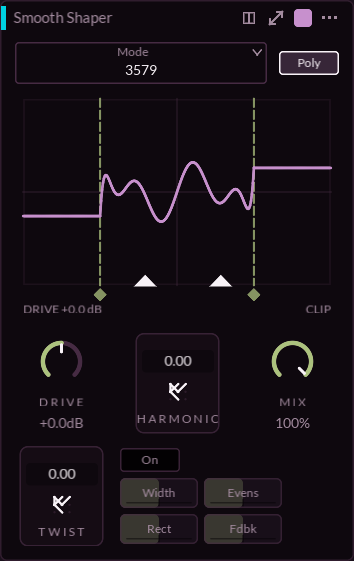 Smooth Shaper
Mode
3579
Poly
DRIVE +0.0 dB
CLIP
0.00
HARMONIC
DRIVE
+0.0dB
MIX
100%
0.00
TWIST
On
Width
Evens
Rect
Fdbk